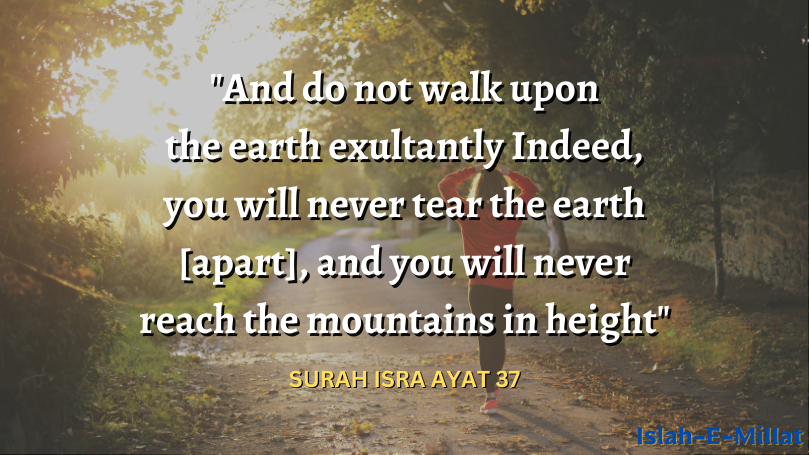 "And do not walk upon
the earth exultantly Indeed,
you will never tear the earth
[apart], and you will never
reach the mountains in height"
SURAH ISRA AYAT 37
Islah-E-Millat